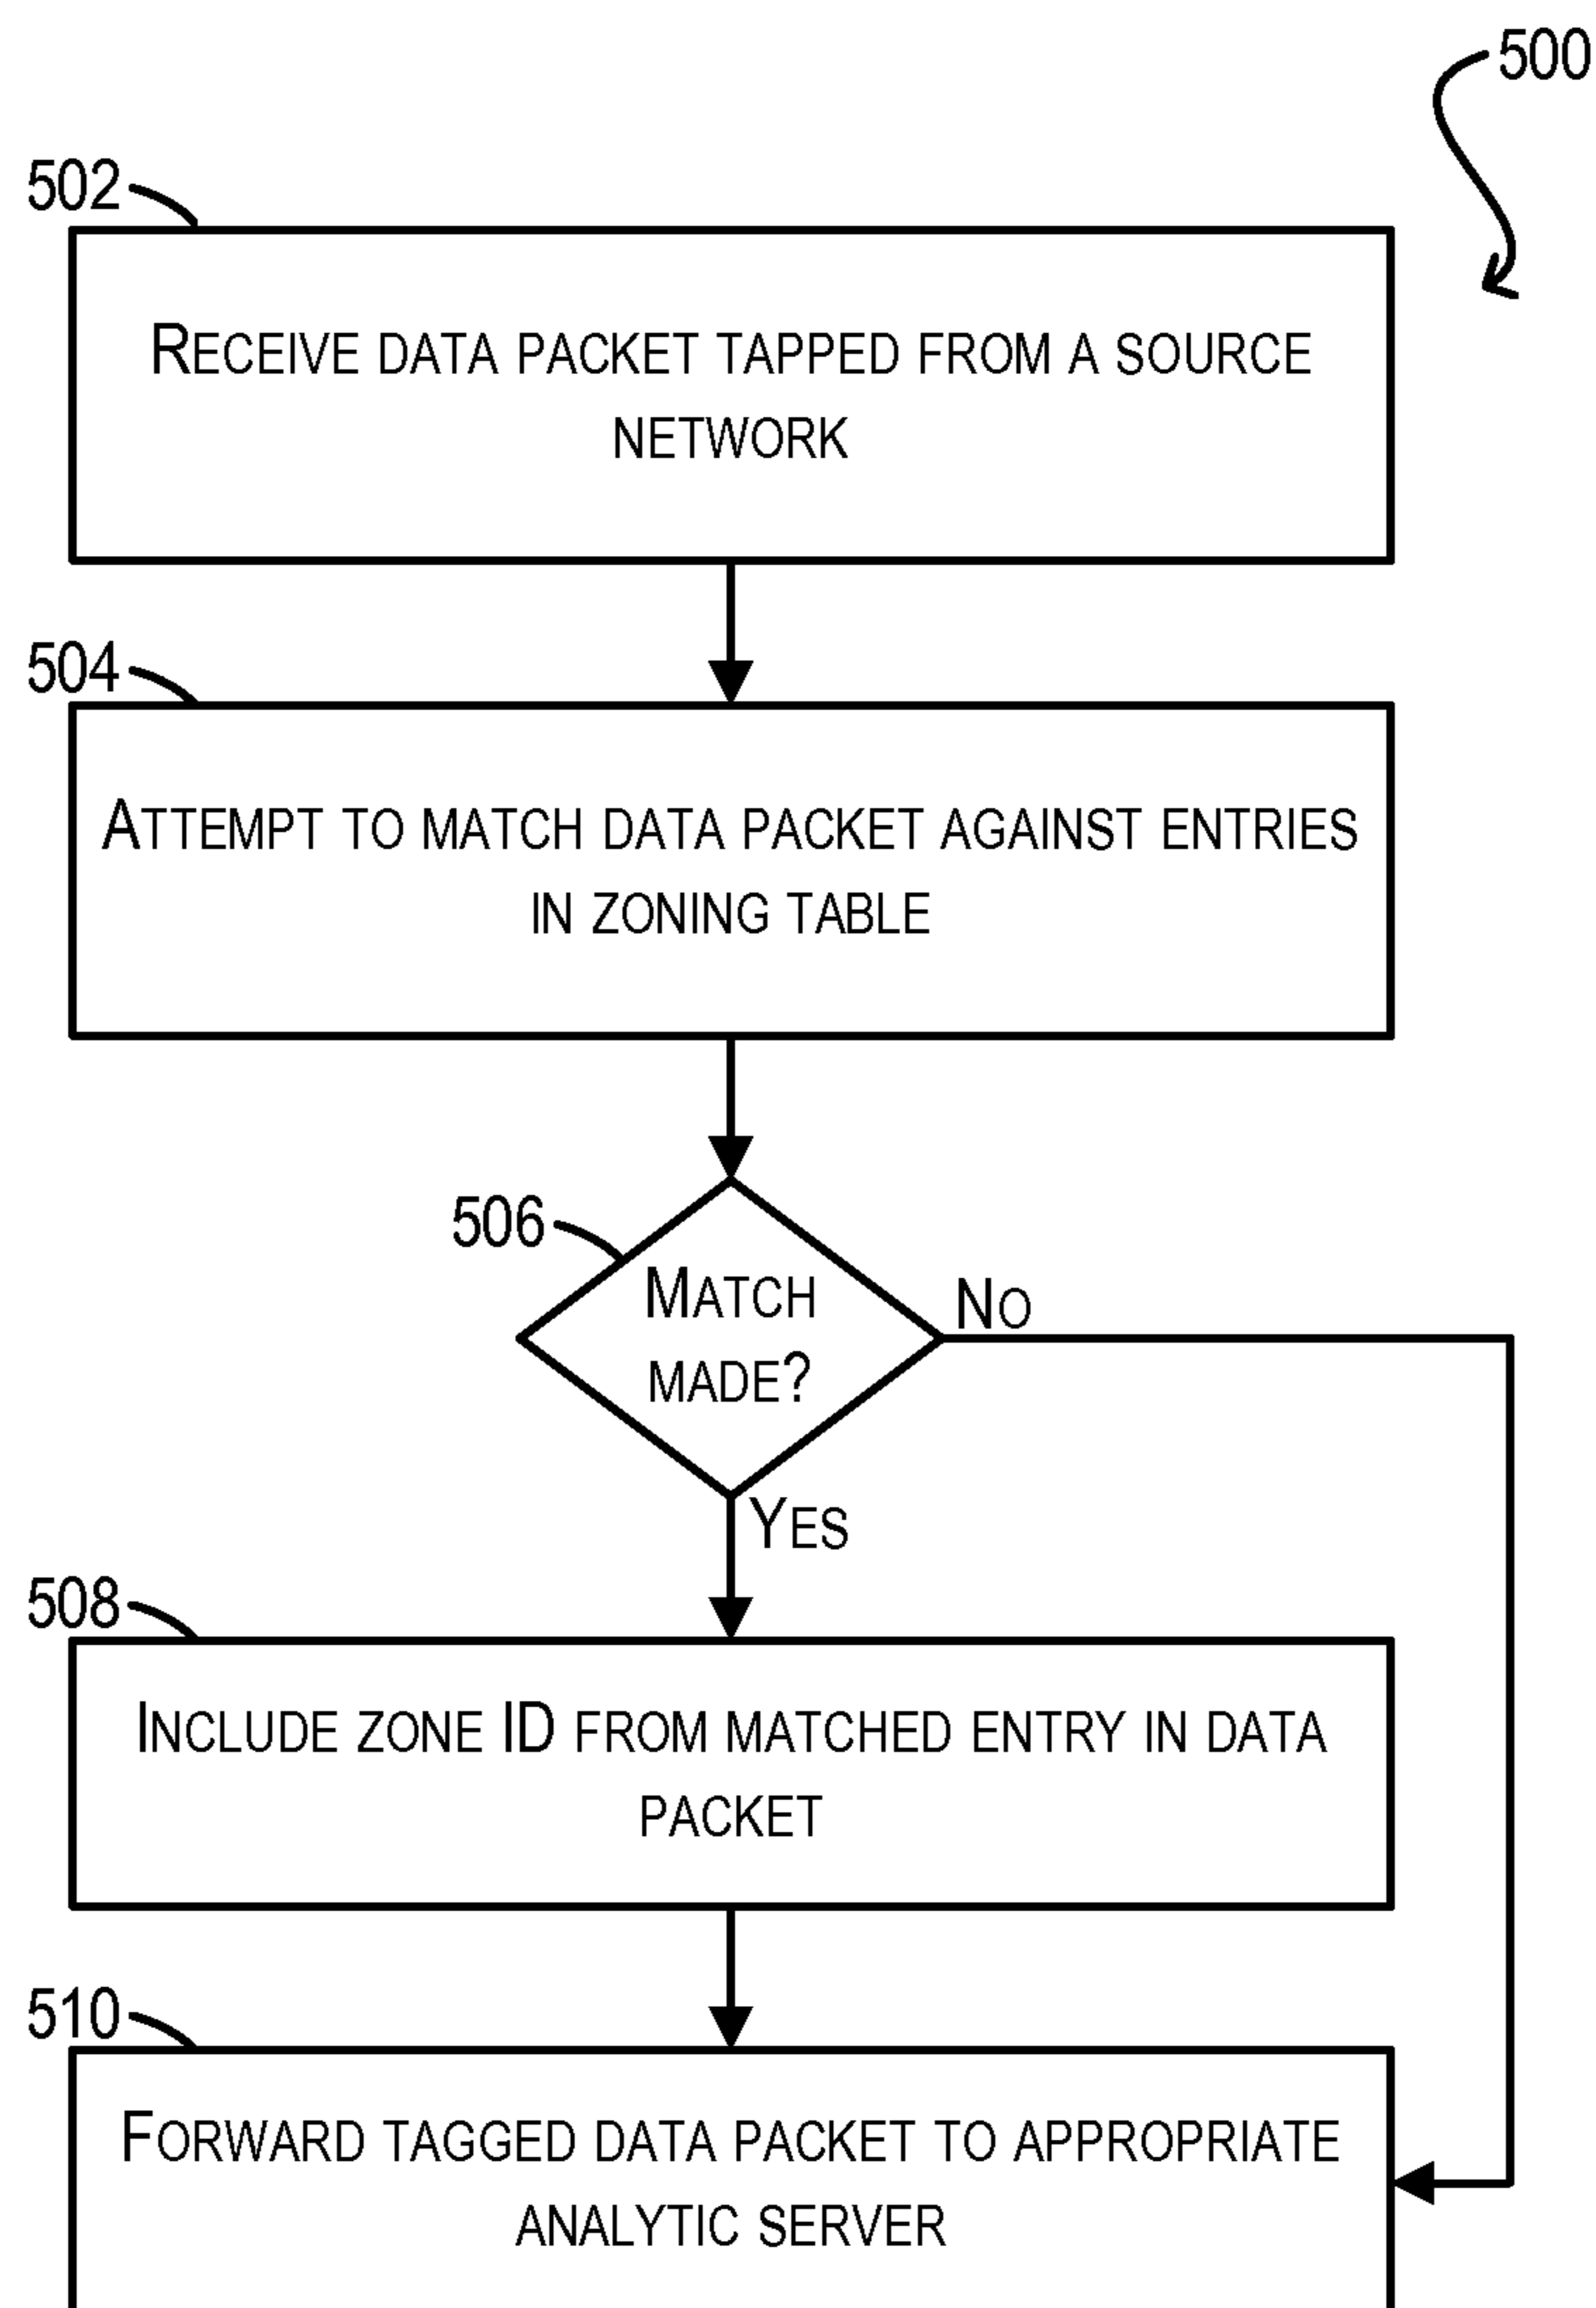 500
502
RECEIVE DATA PACKET TAPPED FROM A SOURCE
NETWORK
504
ATTEMPT TO MATCH DATA PACKET AGAINST ENTRIES
IN ZONING TABLE
506
MATCH
MADE?
NO
YES
508
INCLUDE ZONE ID FROM MATCHED ENTRY IN DATA
PACKET
510
FORWARD TAGGED DATA PACKET TO APPROPRIATE
ANALYTIC SERVER